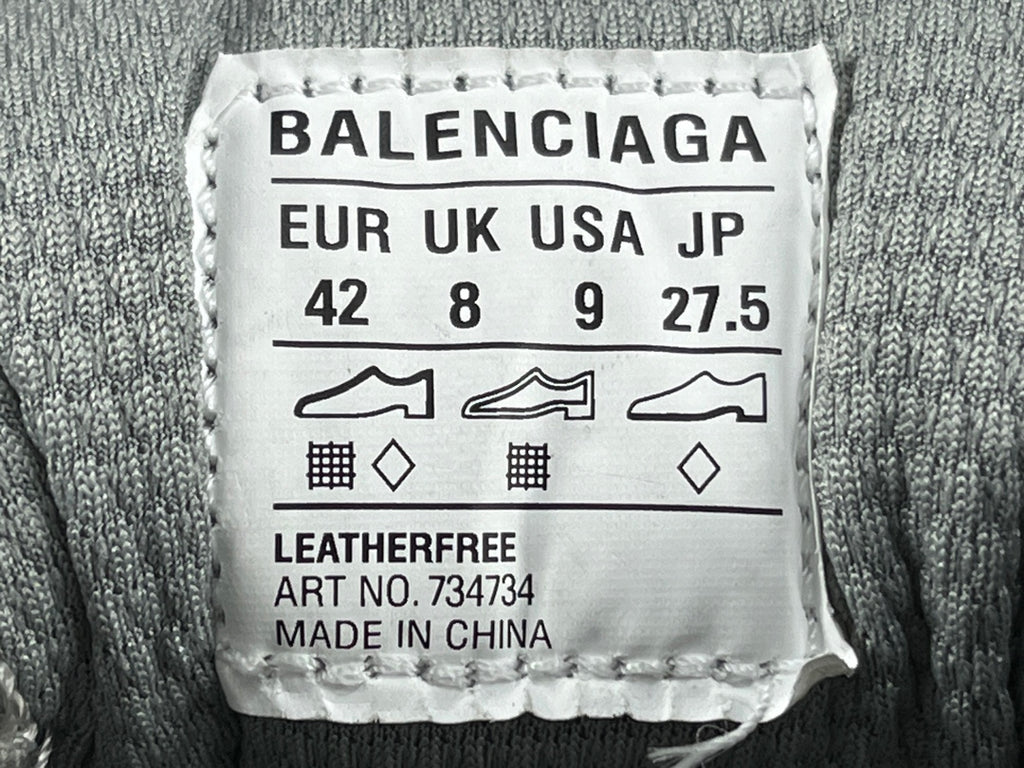 BALENCIAGA
EUR UK USA JP
42 8 9 27.5
LEATHERFREE
ART NO. 734734
MADE IN CHINA